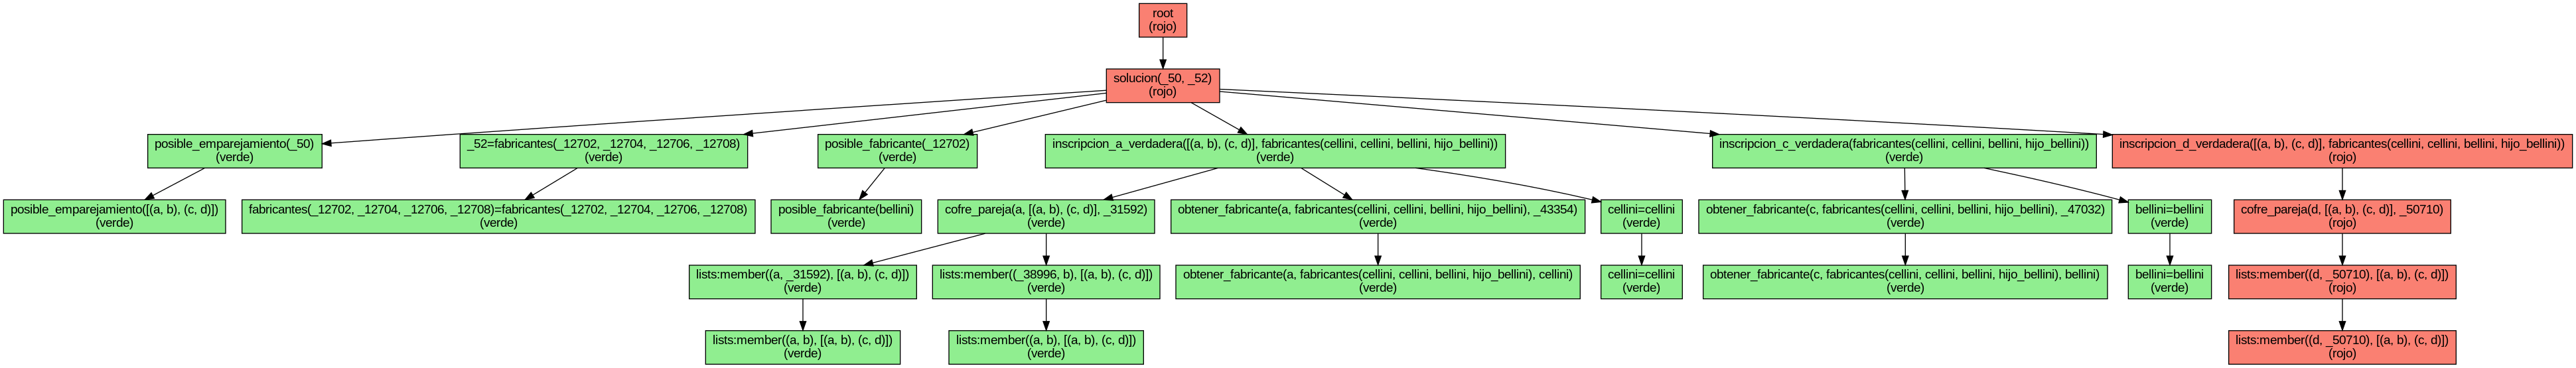 root
(rojo)
solucion(_50, _52)
(rojo)
posible_emparejamiento(_50)
(verde)
_52=fabricantes(_12702, _12704, _12706, _12708)
(verde)
posible_fabricante(_12702)
(verde)
inscripcion_a_verdadera([(a, b), (c, d)], fabricantes(cellini, cellini, bellini, hijo_bellini))
(verde)
inscripcion_c_verdadera(fabricantes(cellini, cellini, bellini, hijo_bellini))
(verde)
inscripcion_d_verdadera([(a, b), (c, d)], fabricantes(cellini, cellini, bellini, hijo_bellini))
(rojo)
posible_emparejamiento([(a, b), (c, d)])
(verde)
fabricantes(_12702, _12704, _12706, _12708)=fabricantes(_12702, _12704, _12706, _12708)
(verde)
posible_fabricante(bellini)
(verde)
cofre_pareja(a, [(a, b), (c, d)], _31592)
(verde)
obtener_fabricante(a, fabricantes(cellini, cellini, bellini, hijo_bellini), _43354)
(verde)
cellini=cellini
(verde)
obtener_fabricante(c, fabricantes(cellini, cellini, bellini, hijo_bellini), _47032)
(verde)
bellini=bellini
(verde)
cofre_pareja(d, [(a, b), (c, d)], _50710)
(rojo)
lists:member((a, _31592), [(a, b), (c, d)])
(verde)
lists:member((_38996, b), [(a, b), (c, d)])
(verde)
obtener_fabricante(a, fabricantes(cellini, cellini, bellini, hijo_bellini), cellini)
(verde)
cellini=cellini
(verde)
obtener_fabricante(c, fabricantes(cellini, cellini, bellini, hijo_bellini), bellini)
(verde)
bellini=bellini
(verde)
lists:member((d, _50710), [(a, b), (c, d)])
(rojo)
lists:member((a, b), [(a, b), (c, d)])
(verde)
lists:member((a, b), [(a, b), (c, d)])
(verde)
lists:member((d, _50710), [(a, b), (c, d)])
(rojo)